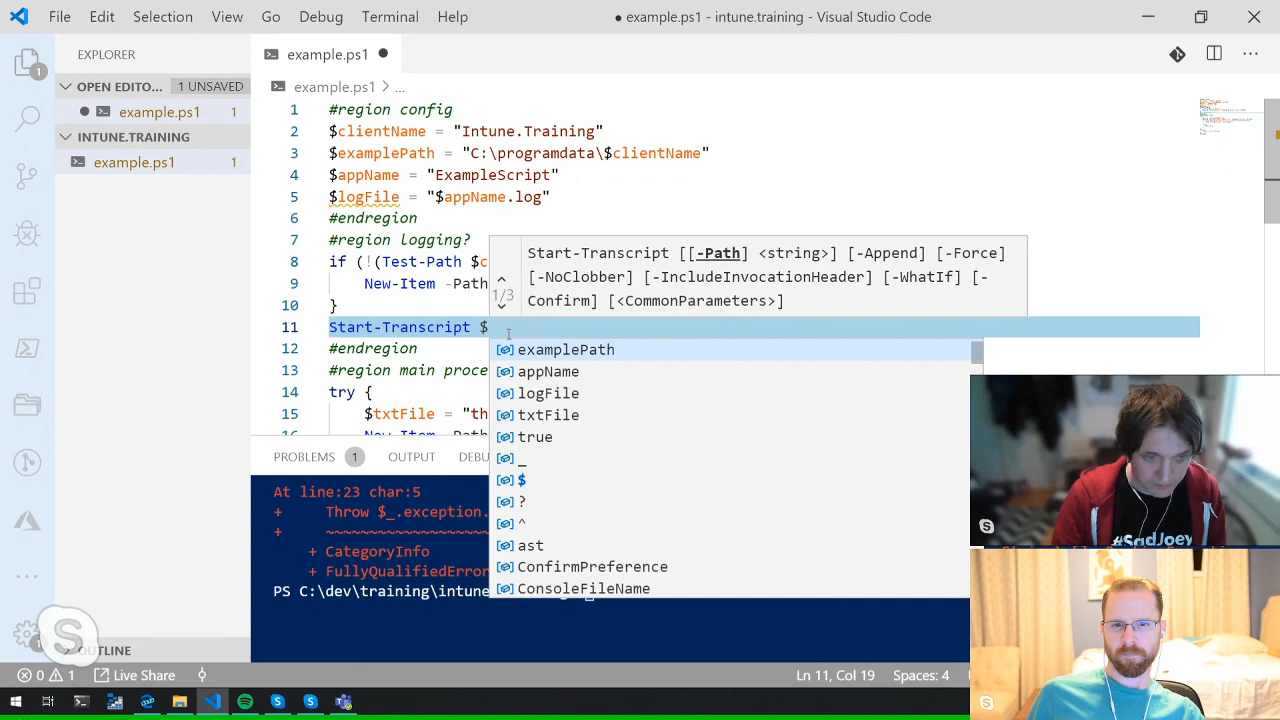 File Edit View Go Debug Terminal Help
● example.ps1 - intune.training - Visual Studio Code
EXPLORER
example.ps1 ●
OPEN EDITO... 1 UNSAVED
● example.ps1 1
INTUNE.TRAINING
example.ps1 1
example.ps1 > ...
1 #region config
2 $clientName = "Intune.Training"
3 $examplePath = "C:\programdata\$clientName"
4 $appName = "ExampleScript"
5 $logFile = "$appName.log"
6 #endregion
7 #region logging?
8 if (!(Test-Path $c
9 New-Item -Path
10 }
11 Start-Transcript $
12 #endregion
13 #region main proce
14 try {
15 $txtFile = "th
16 New-Item -Path
Start-Transcript [[-Path] <string>] [-Append] [-Force]
[-NoClobber] [-IncludeInvocationHeader] [-WhatIf] [-
Confirm] [<CommonParameters>]
1/3
examplePath
appName
logFile
txtFile
true
_
$
?
^
ast
ConfirmPreference
ConsoleFileName
PROBLEMS 1 OUTPUT DEBU
At line:23 char:5
+ Throw $_.exception.
+ ~~~~~~~~~~~~~~~~~~~
+ CategoryInfo
+ FullyQualifiedError
PS C:\dev\training\intune
OUTLINE
0 1 Live Share
Ln 11, Col 19 Spaces: 4
#SadJoey